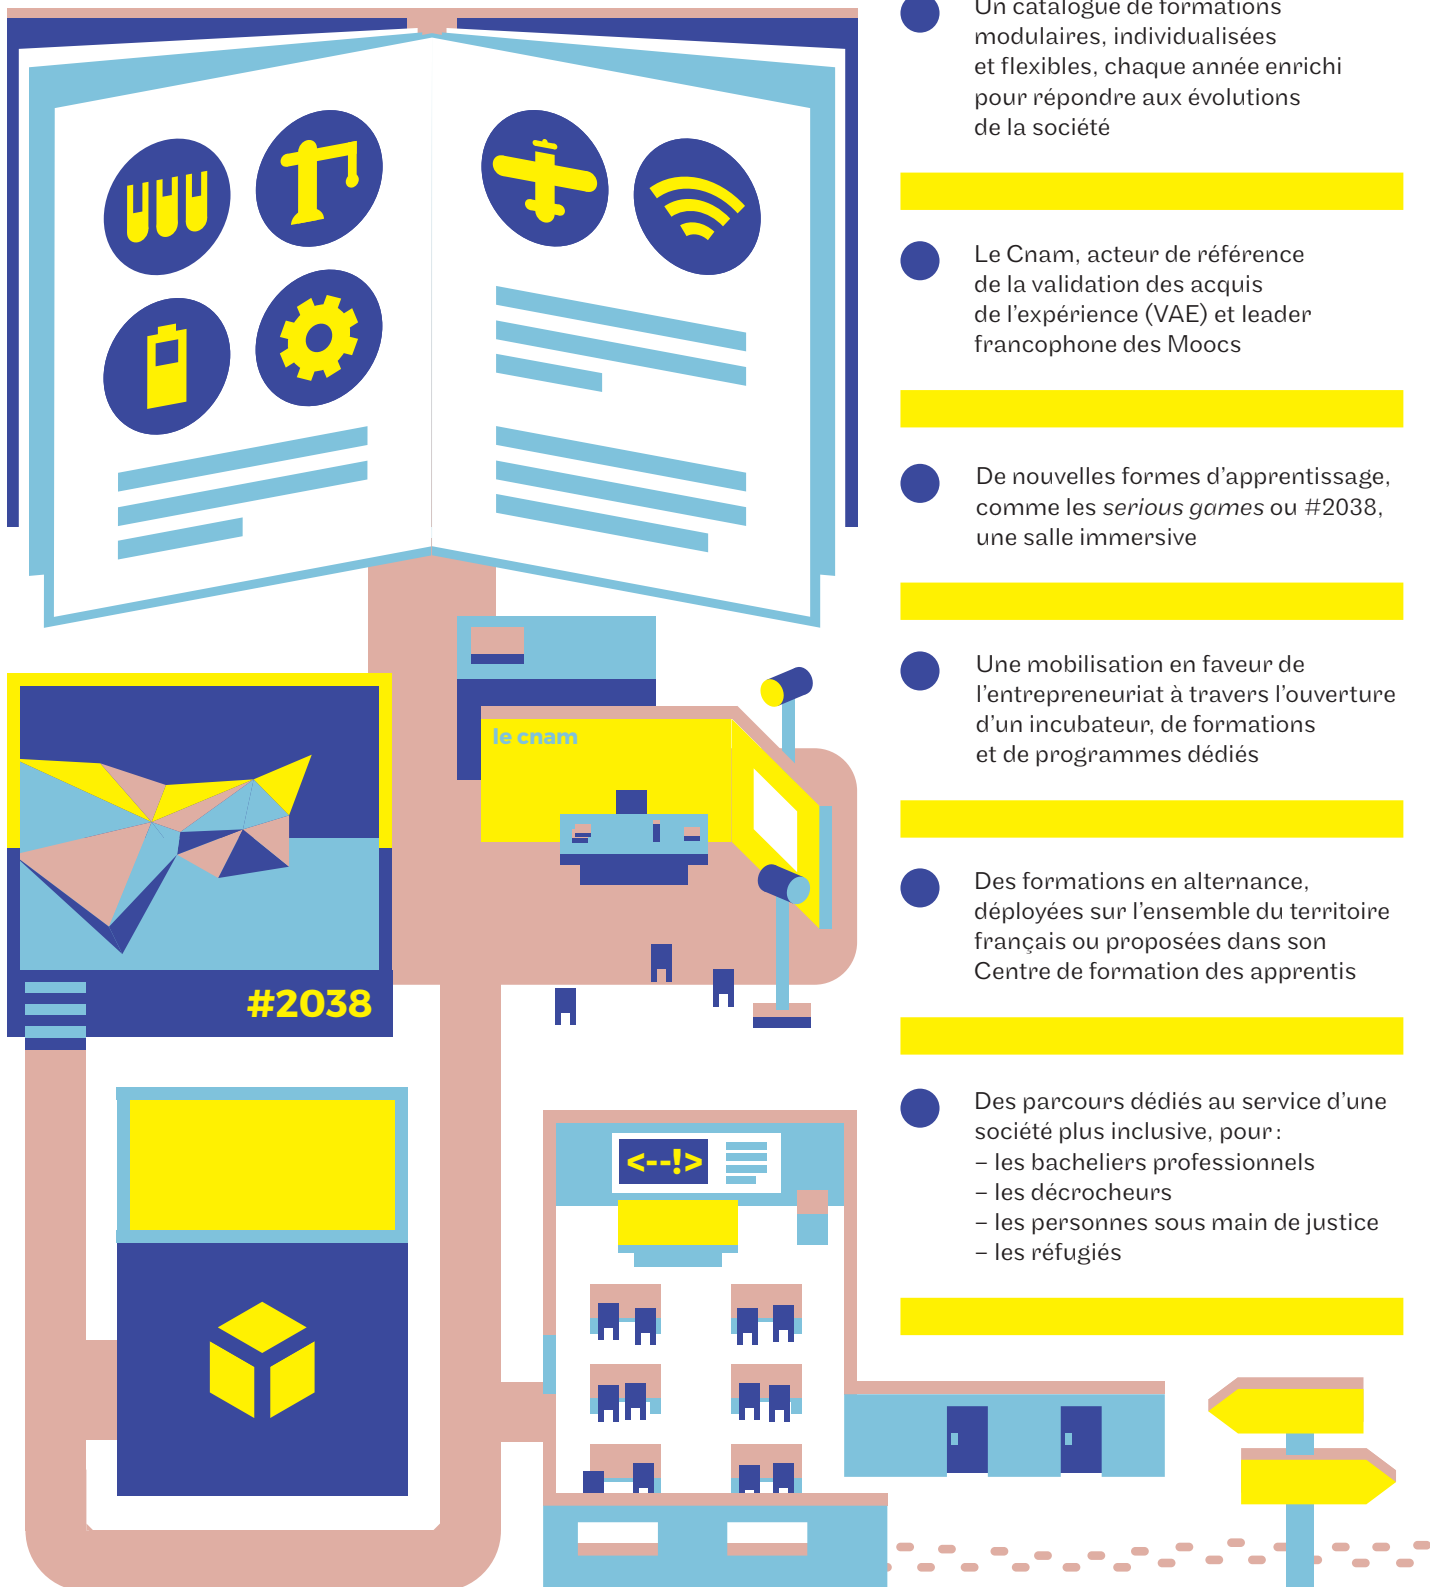 Un catalogue de formations
modulaires, individualisées
et flexibles, chaque année enrichi
pour répondre aux évolutions
de la société
Le Cnam, acteur de référence
de la validation des acquis
de l'expérience (VAE) et leader
francophone des Moocs
De nouvelles formes d'apprentissage,
comme les serious games ou #2038,
une salle immersive
Une mobilisation en faveur de
l'entrepreneuriat à travers l'ouverture
d'un incubateur, de formations
et de programmes dédiés
Des formations en alternance,
déployées sur l'ensemble du territoire
français ou proposées dans son
Centre de formation des apprentis
Des parcours dédiés au service d'une
société plus inclusive, pour :
– les bacheliers professionnels
– les décrocheurs
– les personnes sous main de justice
– les réfugiés
le cnam
#2038
<--!>